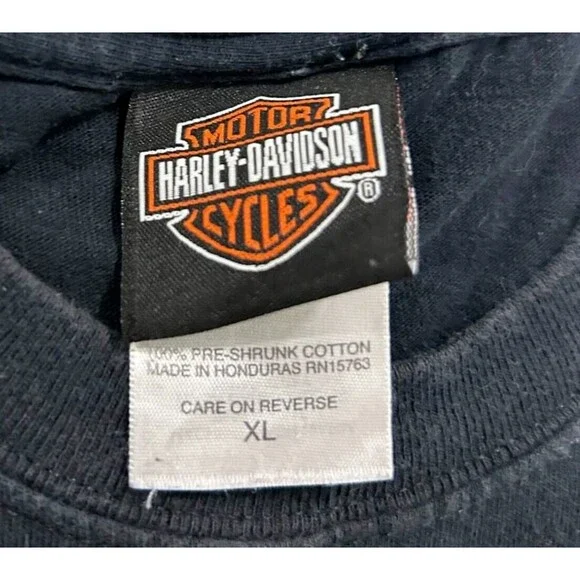 MOTOR
HARLEY-DAVIDSON
CYCLES
®
100% PRE-SHRUNK COTTON
MADE IN HONDURAS RN15763
CARE ON REVERSE
XL